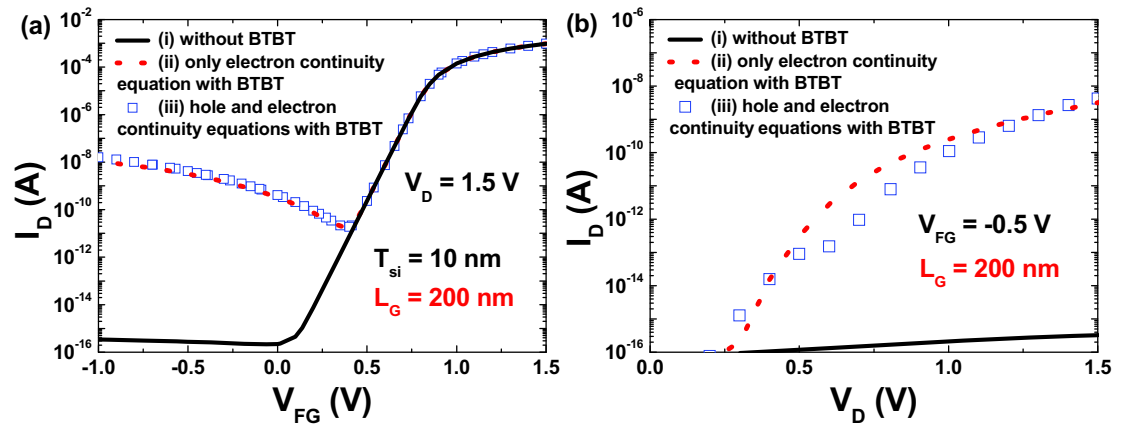 (a)
(i) without BTBT
(ii) only electron continuity
equation with BTBT
(iii) hole and electron
continuity equations with BTBT
V_D = 1.5 V
T_si = 10 nm
L_G = 200 nm
I_D (A)
10^-2
10^-4
10^-6
10^-8
10^-10
10^-12
10^-14
10^-16
-1.0 -0.5 0.0 0.5 1.0 1.5
V_FG (V)
(b)
(i) without BTBT
(ii) only electron continuity
equation with BTBT
(iii) hole and electron
continuity equations with BTBT
V_FG = -0.5 V
L_G = 200 nm
I_D (A)
10^-6
10^-8
10^-10
10^-12
10^-14
10^-16
0.0 0.5 1.0 1.5
V_D (V)